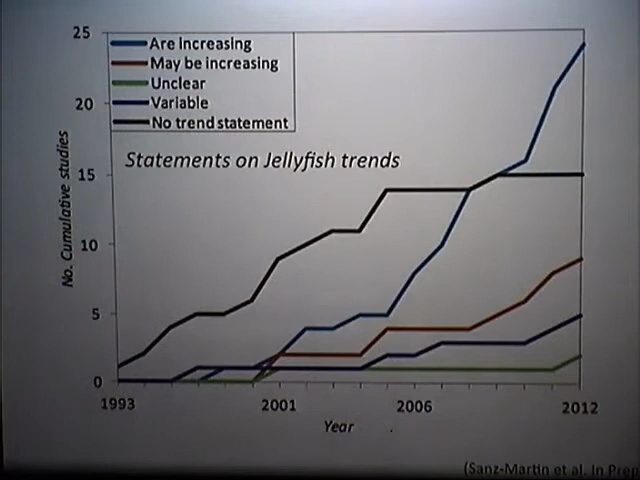 25
Are increasing
May be increasing
Unclear
20
Variable
No trend statement
Statements on Jellyfish trends
15
10
5
0
No. Cumulative studies
1993
2001
2006
2012
Year
(Sanz-Martin et al. In Prep